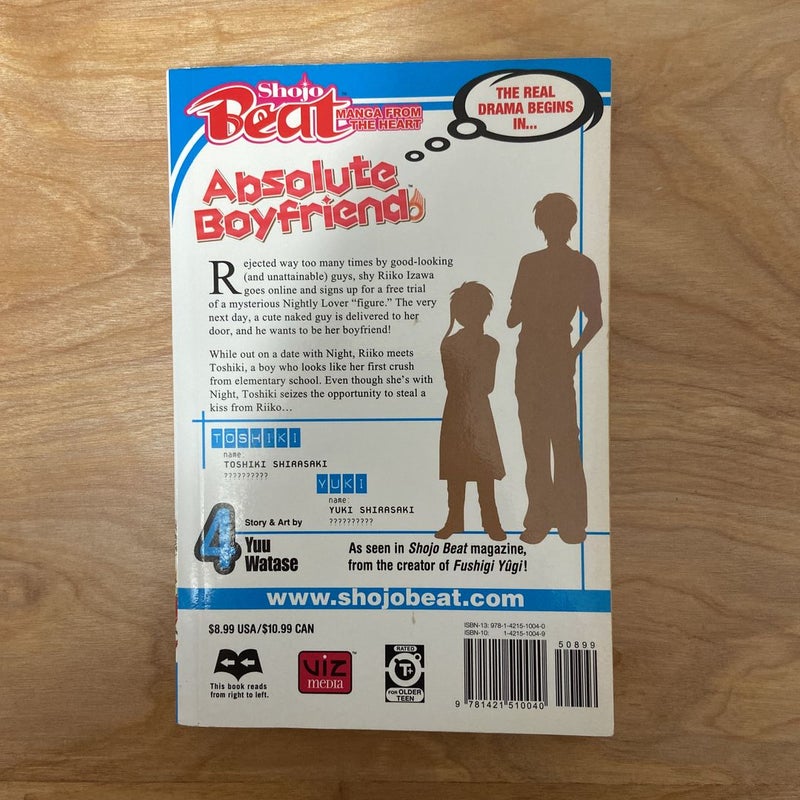 Shojo
Beat™
MANGA FROM
THE HEART
THE REAL
DRAMA BEGINS
IN...
Absolute
Boyfriend™
Rejected way too many times by good-looking
(and unattainable) guys, shy Riiko Izawa
goes online and signs up for a free trial
of a mysterious Nightly Lover “figure.” The very
next day, a cute naked guy is delivered to her
door, and he wants to be her boyfriend!
While out on a date with Night, Riiko meets
Toshiki, a boy who looks like her first crush
from elementary school. Even though she’s with
Night, Toshiki seizes the opportunity to steal a
kiss from Riiko…
TOSHIKI
name:
TOSHIKI SHIRASAKI
??????????
YUKI
name:
YUKI SHIRASAKI
??????????
4
Story & Art by
Yuu
Watase
As seen in Shojo Beat magazine,
from the creator of Fushigi Yûgi!
www.shojobeat.com
$8.99 USA/$10.99 CAN
This book reads
from right to left.
VIZ™
media
RATED
T+
FOR OLDER
TEEN
ISBN-13: 978-1-4215-1004-0
ISBN-10: 1-4215-1004-9
50899
9 781421 510040